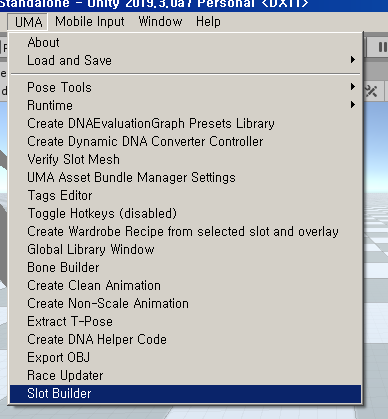 Standalone - Unity 2019.3.0a7 Personal <DX11>
UMA Mobile Input Window Help
About
Load and Save
Pose Tools
Runtime
Create DNAEvaluationGraph Presets Library
Create Dynamic DNA Converter Controller
Verify Slot Mesh
UMA Asset Bundle Manager Settings
Tags Editor
Toggle Hotkeys (disabled)
Create Wardrobe Recipe from selected slot and overlay
Global Library Window
Bone Builder
Create Clean Animation
Create Non-Scale Animation
Extract T-Pose
Create DNA Helper Code
Export OBJ
Race Updater
Slot Builder